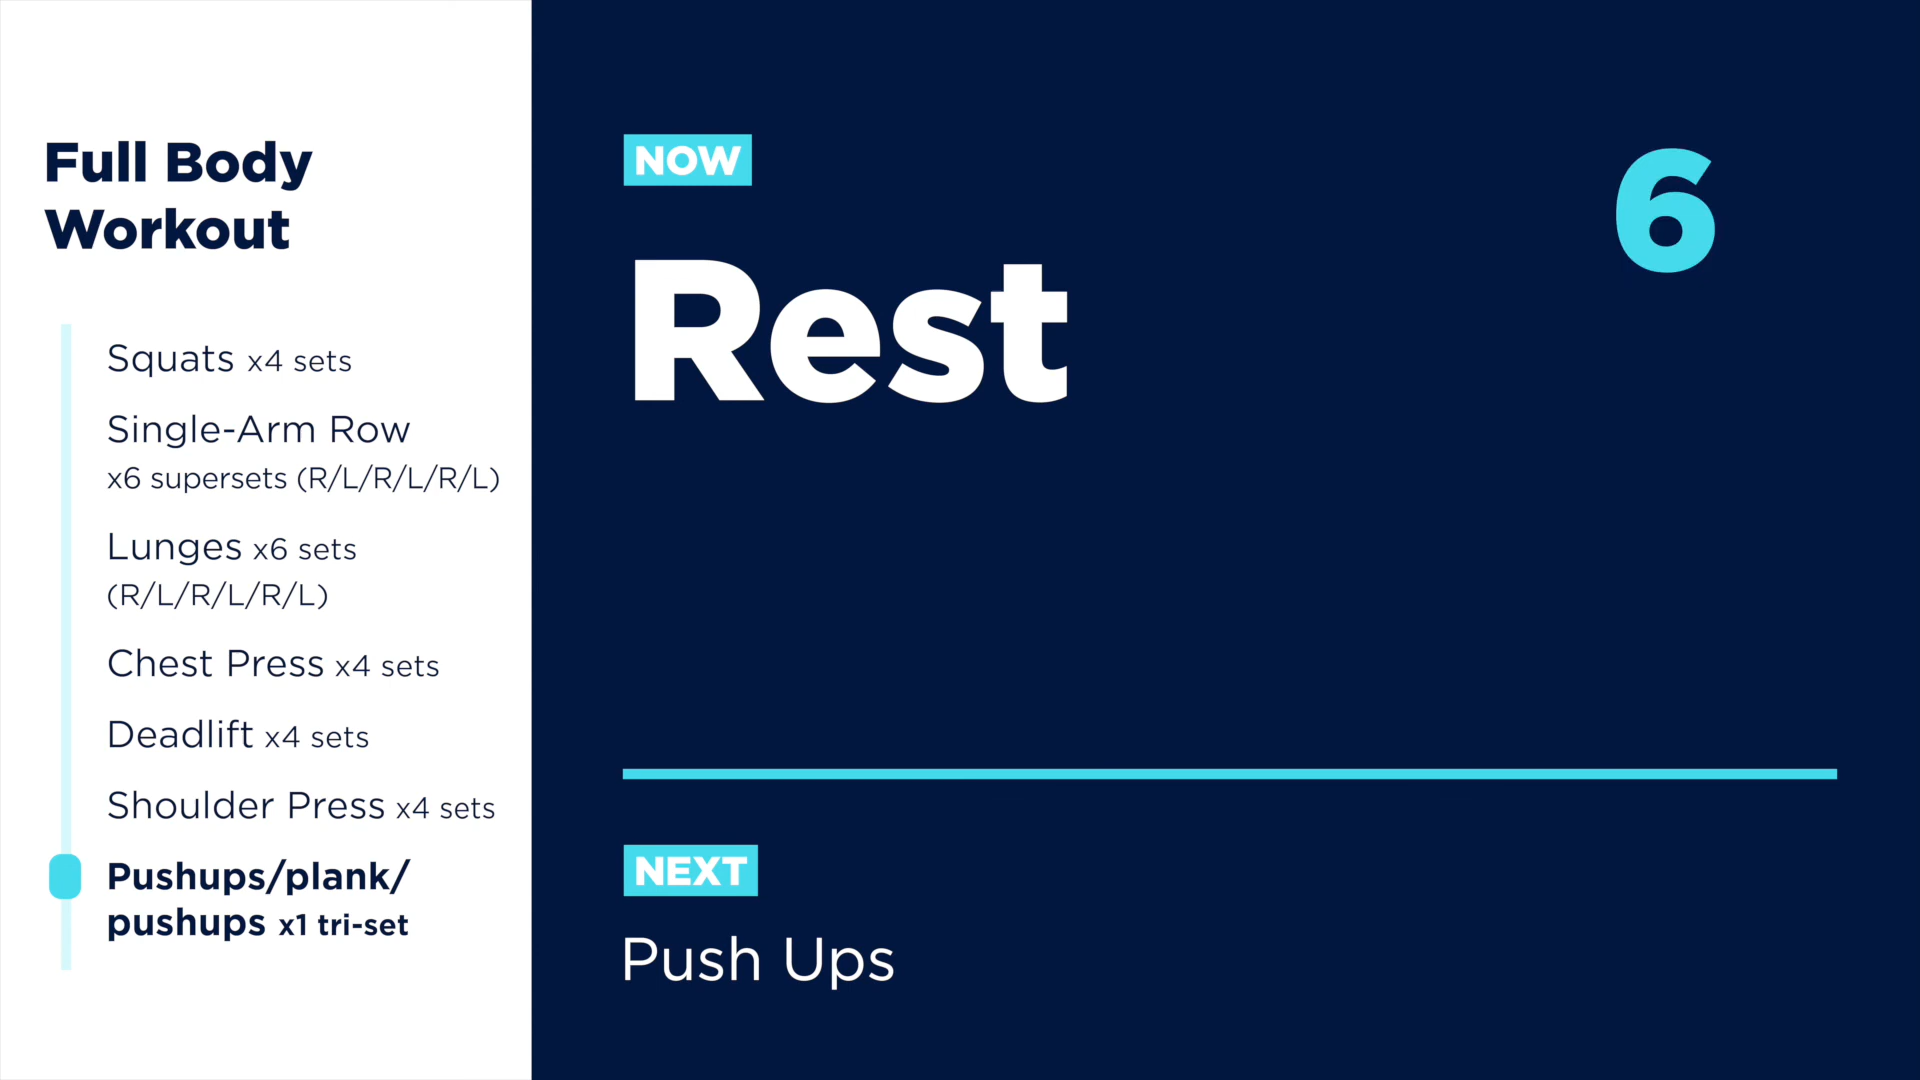 Full Body
Workout
Squats x4 sets
Single-Arm Row
x6 supersets (R/L/R/L/R/L)
Lunges x6 sets
(R/L/R/L/R/L)
Chest Press x4 sets
Deadlift x4 sets
Shoulder Press x4 sets
Pushups/plank/
pushups x1 tri-set
NOW
6
Rest
NEXT
Push Ups